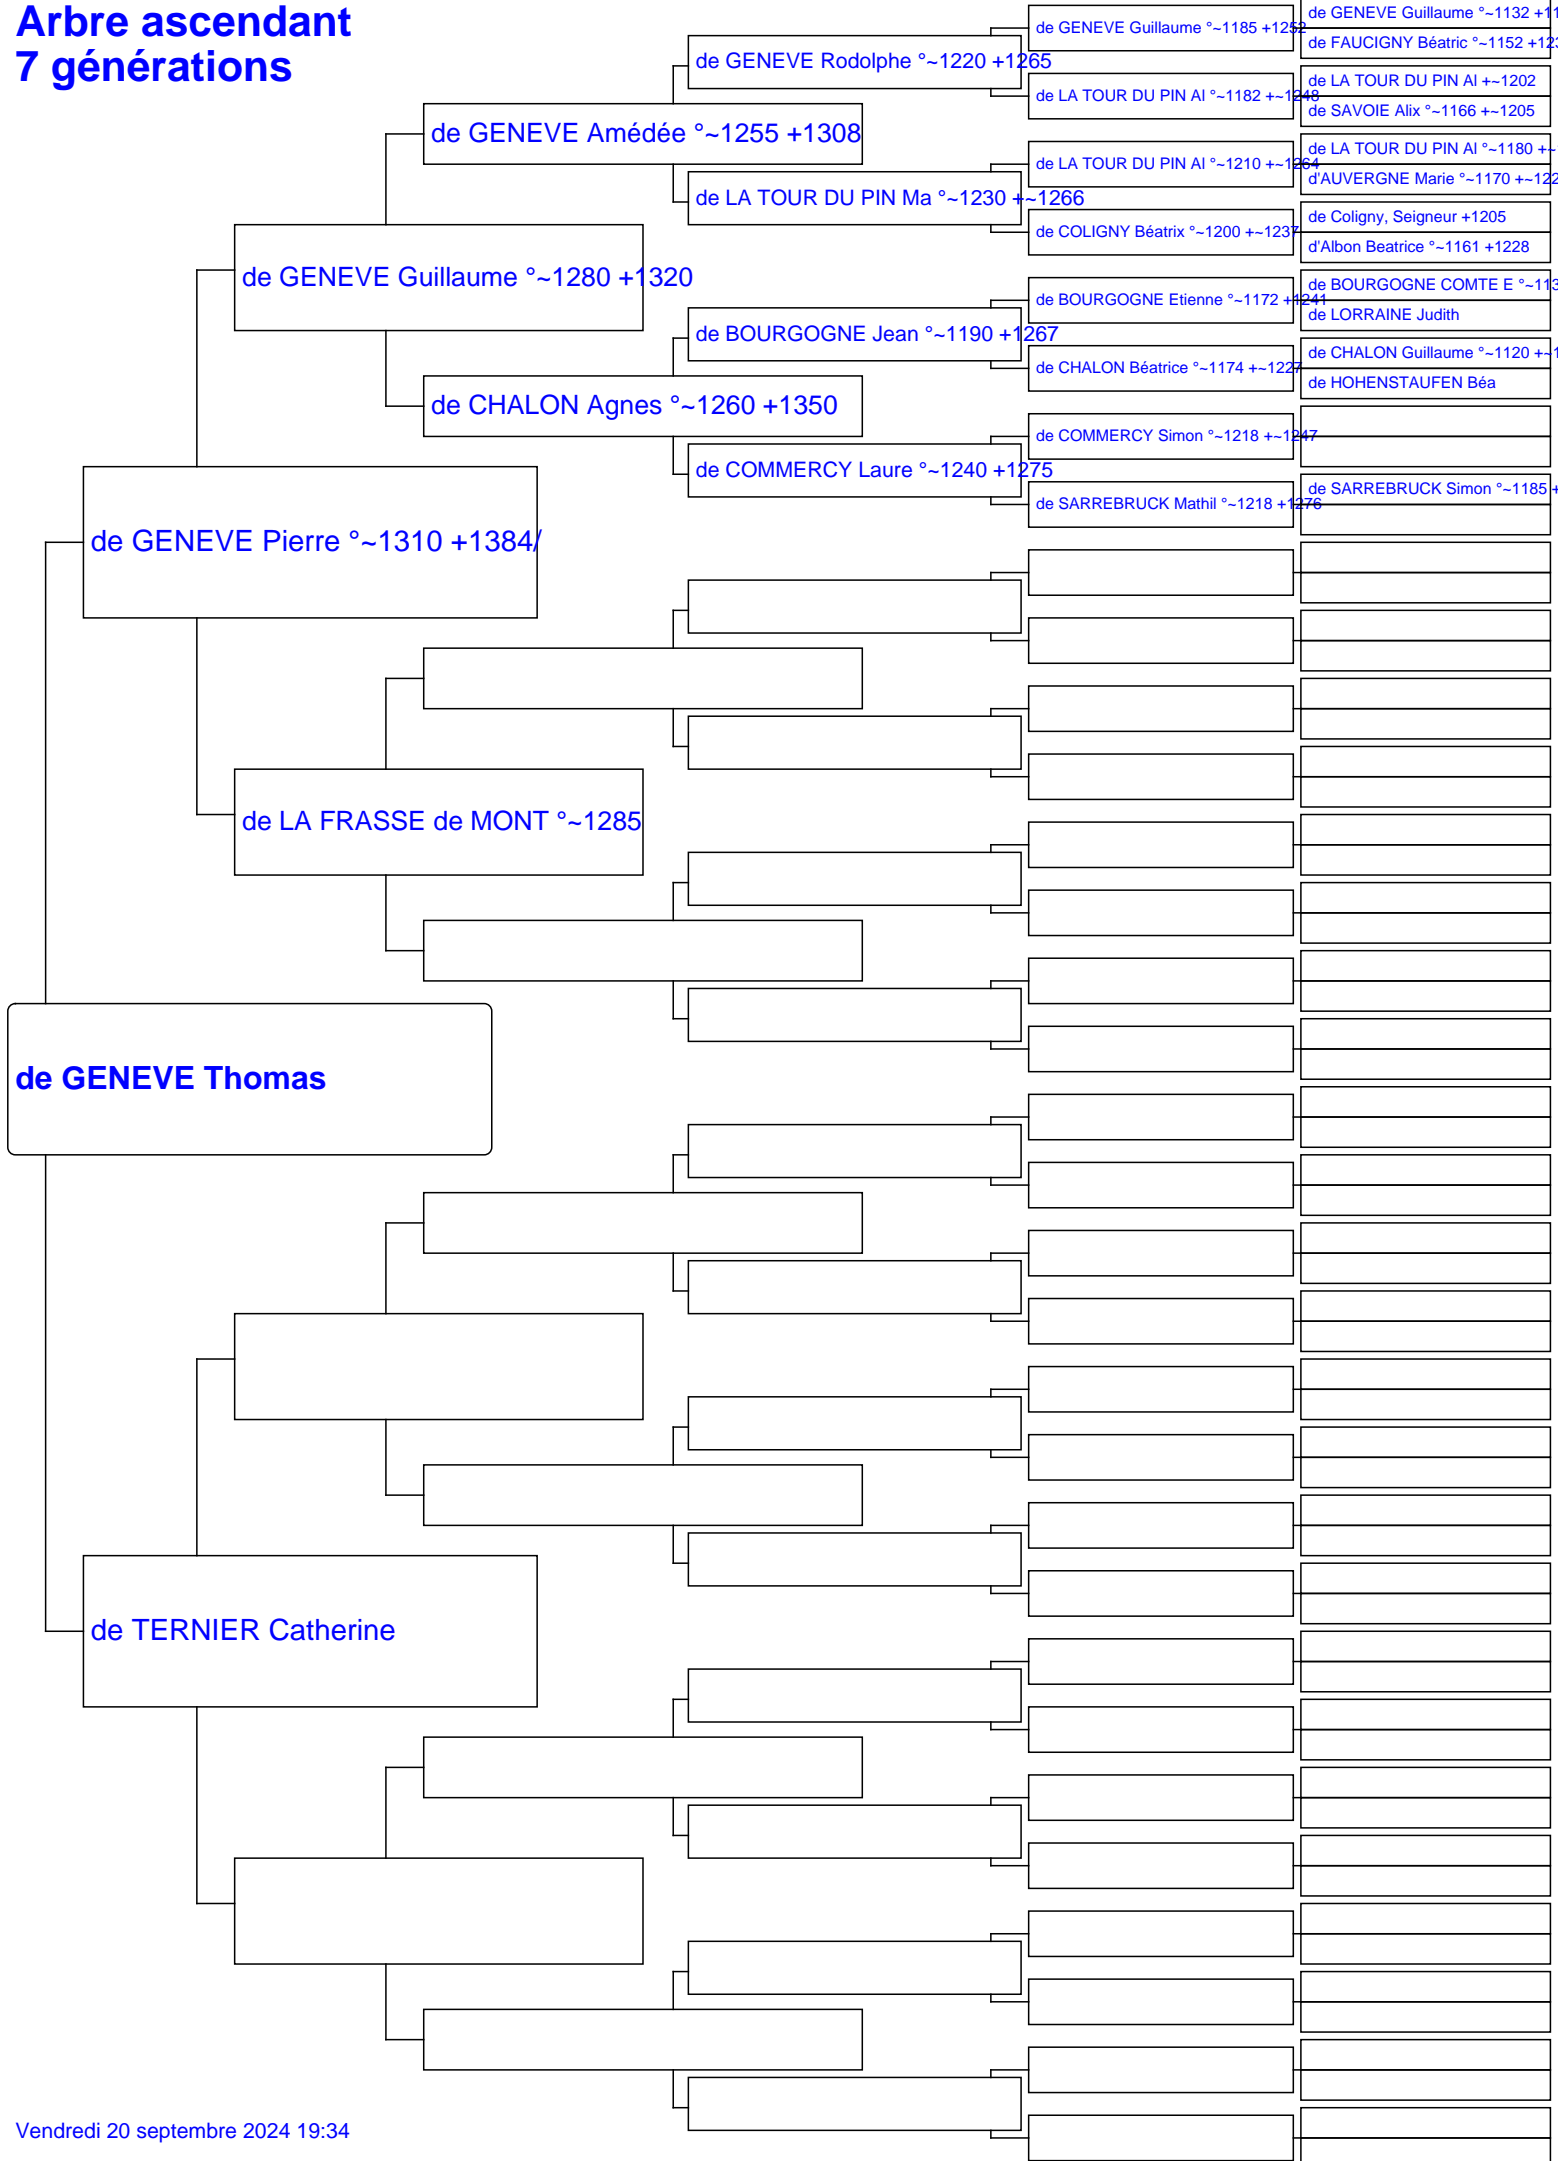 Arbre ascendant
7 générations
de GENEVE Thomas
de GENEVE Pierre °~1310 +1384/
de TERNIER Catherine
de GENEVE Guillaume °~1280 +1320
de LA FRASSE de MONT °~1285
de GENEVE Amédée °~1255 +1308
de CHALON Agnes °~1260 +1350
de GENEVE Rodolphe °~1220 +1265
de LA TOUR DU PIN Ma °~1230 +~1266
de BOURGOGNE Jean °~1190 +1267
de COMMERCY Laure °~1240 +1275
de GENEVE Guillaume °~1185 +1252
de LA TOUR DU PIN Al °~1182 +~1248
de LA TOUR DU PIN Al °~1210 +~1264
de COLIGNY Béatrix °~1200 +~1237
de BOURGOGNE Etienne °~1172 +1241
de CHALON Béatrice °~1174 +~1227
de COMMERCY Simon °~1218 +~1247
de SARREBRUCK Mathil °~1218 +1276
de GENEVE Guillaume °~1132 +1
de FAUCIGNY Béatric °~1152 +12
de LA TOUR DU PIN Al +~1202
de SAVOIE Alix °~1166 +~1205
de LA TOUR DU PIN Al °~1180 +~
d'AUVERGNE Marie °~1170 +~122
de Coligny, Seigneur +1205
d'Albon Beatrice °~1161 +1228
de BOURGOGNE COMTE E °~113
de LORRAINE Judith
de CHALON Guillaume °~1120 +~1
de HOHENSTAUFEN Béa
de SARREBRUCK Simon °~1185 +
Vendredi 20 septembre 2024 19:34